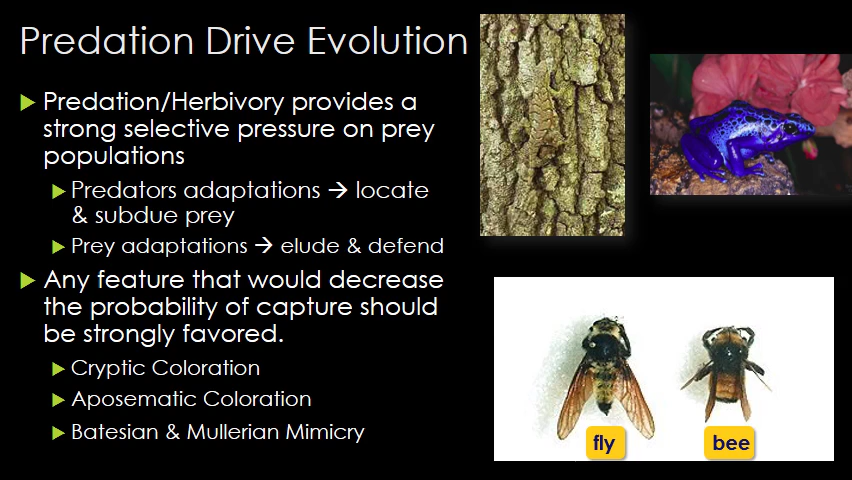 Predation Drive Evolution
Predation/Herbivory provides a
strong selective pressure on prey
populations
Predators adaptations → locate
& subdue prey
Prey adaptations → elude & defend
Any feature that would decrease
the probability of capture should
be strongly favored.
Cryptic Coloration
Aposematic Coloration
Batesian & Mullerian Mimicry
fly
bee